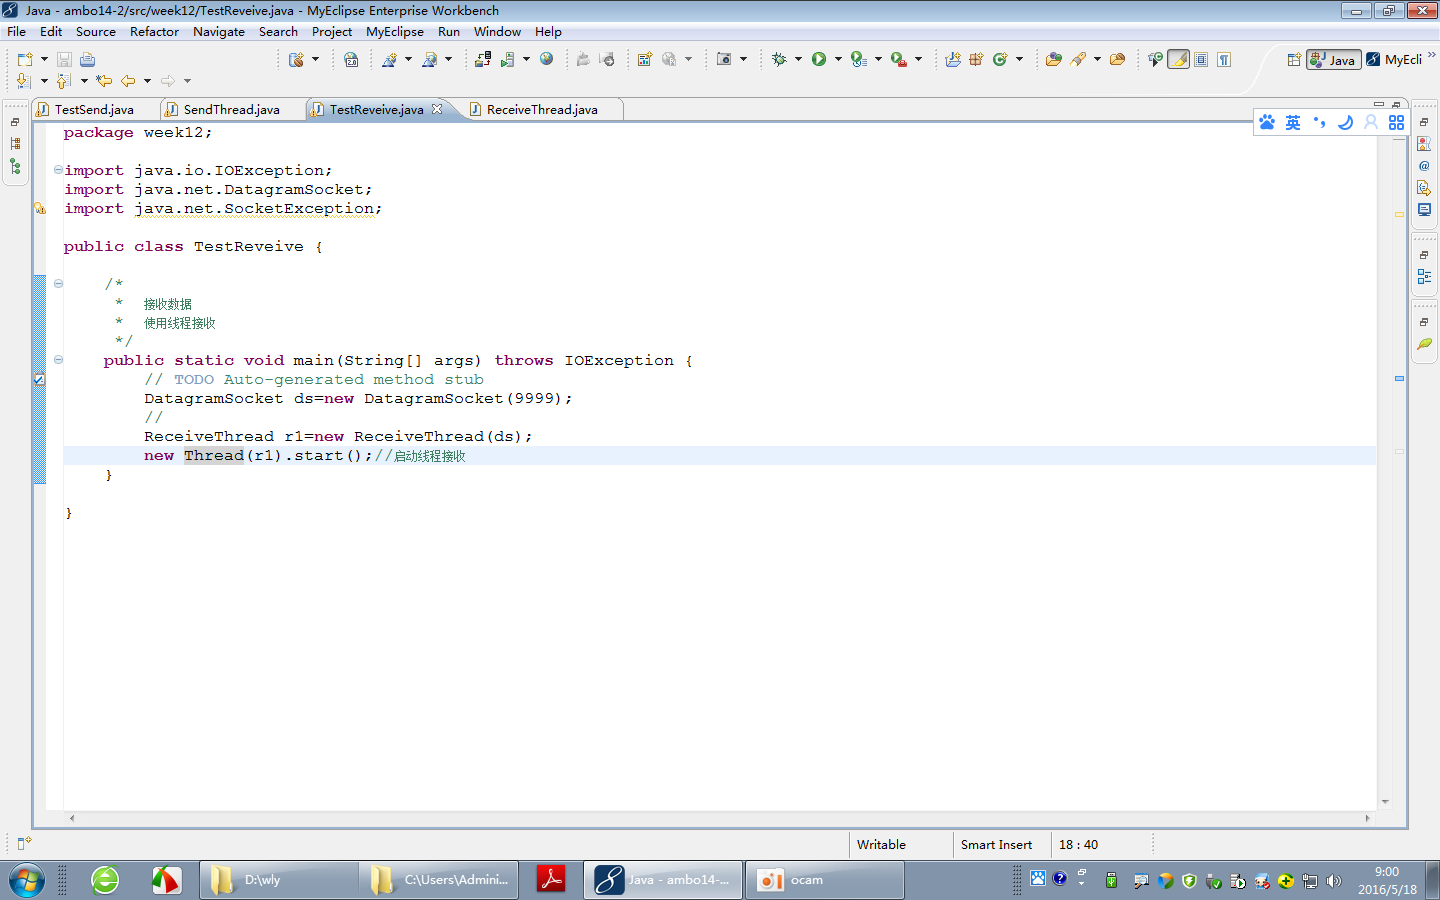 Java - ambo14-2/src/week12/TestReveive.java - MyEclipse Enterprise Workbench
File Edit Source Refactor Navigate Search Project MyEclipse Run Window Help
Java MyEcli
TestSend.java SendThread.java TestReveive.java ReceiveThread.java
英
package week12;
import java.io.IOException;
import java.net.DatagramSocket;
import java.net.SocketException;
public class TestReveive {
/*
* 接收数据
* 使用线程接收
*/
public static void main(String[] args) throws IOException {
// TODO Auto-generated method stub
DatagramSocket ds=new DatagramSocket(9999);
//
ReceiveThread r1=new ReceiveThread(ds);
new Thread(r1).start();//启动线程接收
}
}
Writable Smart Insert 18 : 40
D:\wly C:\Users\Admini... Java - ambo14-... ocam
9:00
2016/5/18